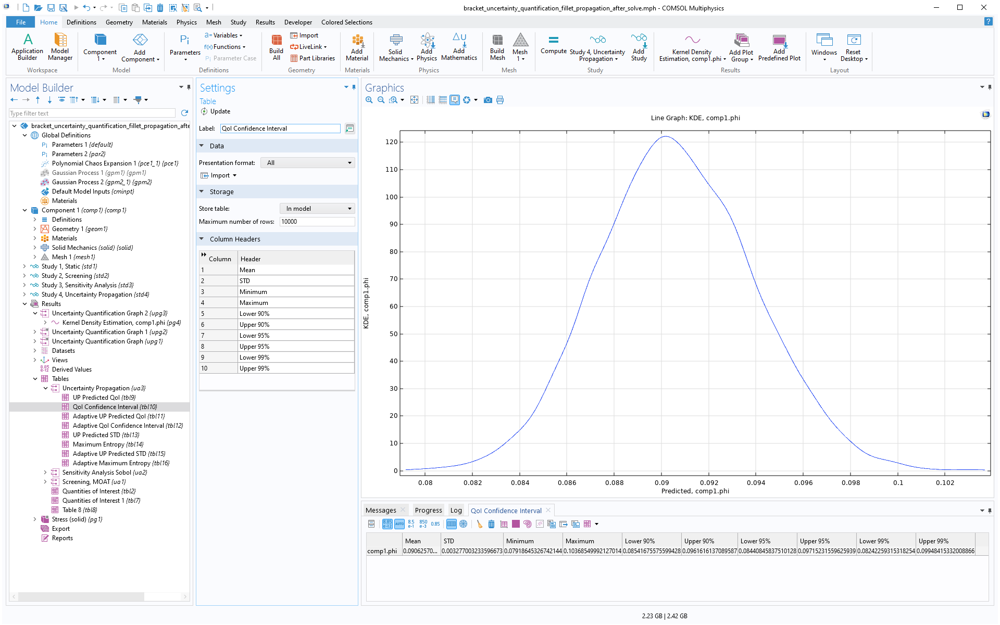 bracket_uncertainty_quantification_fillet_propagation_after_solve.mph - COMSOL Multiphysics
File Home Definitions Geometry Materials Physics Mesh Study Results Developer Colored Selections ?
Application Builder
Model Manager
Workspace
Component 1
Add Component
Model
Pi
Parameters
a= Variables
f(x) Functions
Pi Parameter Case
Definitions
Build All
Import
LiveLink
Part Libraries
Geometry
Add Material
Materials
Solid Mechanics
Add Physics
ΔU
Add Mathematics
Physics
Build Mesh
Mesh 1
Mesh
Compute
Study 4, Uncertainty Propagation
Add Study
Study
Kernel Density Estimation, comp1.phi
Add Plot Group
Add Predefined Plot
Results
Windows
Reset Desktop
Layout
Model Builder
Type filter text
bracket_uncertainty_quantification_fillet_propagation_afte
Global Definitions
Pi Parameters 1 {default}
Pi Parameters 2 {par2}
Polynomial Chaos Expansion 1 (pce1_1) {pce1}
Gaussian Process 1 (gpm1) {gpm1}
Gaussian Process 2 (gpm2_1) {gpm2}
Default Model Inputs {cminpt}
Materials
Component 1 (comp1) {comp1}
Definitions
Geometry 1 {geom1}
Materials
Solid Mechanics (solid) {solid}
Mesh 1 {mesh1}
Study 1, Static {std1}
Study 2, Screening {std2}
Study 3, Sensitivity Analysis {std3}
Study 4, Uncertainty Propagation {std4}
Results
Uncertainty Quantification Graph 2 {upg3}
Kernel Density Estimation, comp1.phi {pg4}
Uncertainty Quantification Graph 1 {upg2}
Uncertainty Quantification Graph {upg1}
Datasets
Views
8.85 e-12 Derived Values
Tables
Uncertainty Propagation {ua3}
UP Predicted QoI {tbl9}
QoI Confidence Interval {tbl10}
Adaptive UP Predicted QoI {tbl11}
Adaptive QoI Confidence Interval {tbl12}
UP Predicted STD {tbl13}
Maximum Entropy {tbl14}
Adaptive UP Predicted STD {tbl15}
Adaptive Maximum Entropy {tbl16}
Sensitivity Analysis Sobol {ua2}
Screening, MOAT {ua1}
Quantities of Interest {tbl2}
Quantities of Interest 1 {tbl7}
Table 8 {tbl8}
Stress (solid) {pg1}
Export
Reports
Settings
Table
Update
Label: QoI Confidence Interval
Data
Presentation format: All
Import
Storage
Store table: In model
Maximum number of rows: 10000
Column Headers
Column Header
1 Mean
2 STD
3 Minimum
4 Maximum
5 Lower 90%
6 Upper 90%
7 Lower 95%
8 Upper 95%
9 Lower 99%
10 Upper 99%
Graphics
Line Graph: KDE, comp1.phi
KDE, comp1.phi
120
110
100
90
80
70
60
50
40
30
20
10
0
0.08 0.082 0.084 0.086 0.088 0.09 0.092 0.094 0.096 0.098 0.1 0.102
Predicted, comp1.phi
Messages Progress Log QoI Confidence Interval
8.85 e-12 AUTO 8.5 e-1 850 e-3 0.85
Mean STD Minimum Maximum Lower 90% Upper 90% Lower 95% Upper 95% Lower 99% Upper 99%
comp1.phi 0.09062570... 0.003277003233596673 0.07918645326742144 0.10368549992127014 0.08541675575599428 0.0961616137089587 0.08440845837510128 0.09715231559625939 0.08242259315318254 0.09948415332008866
2.23 GB | 2.42 GB